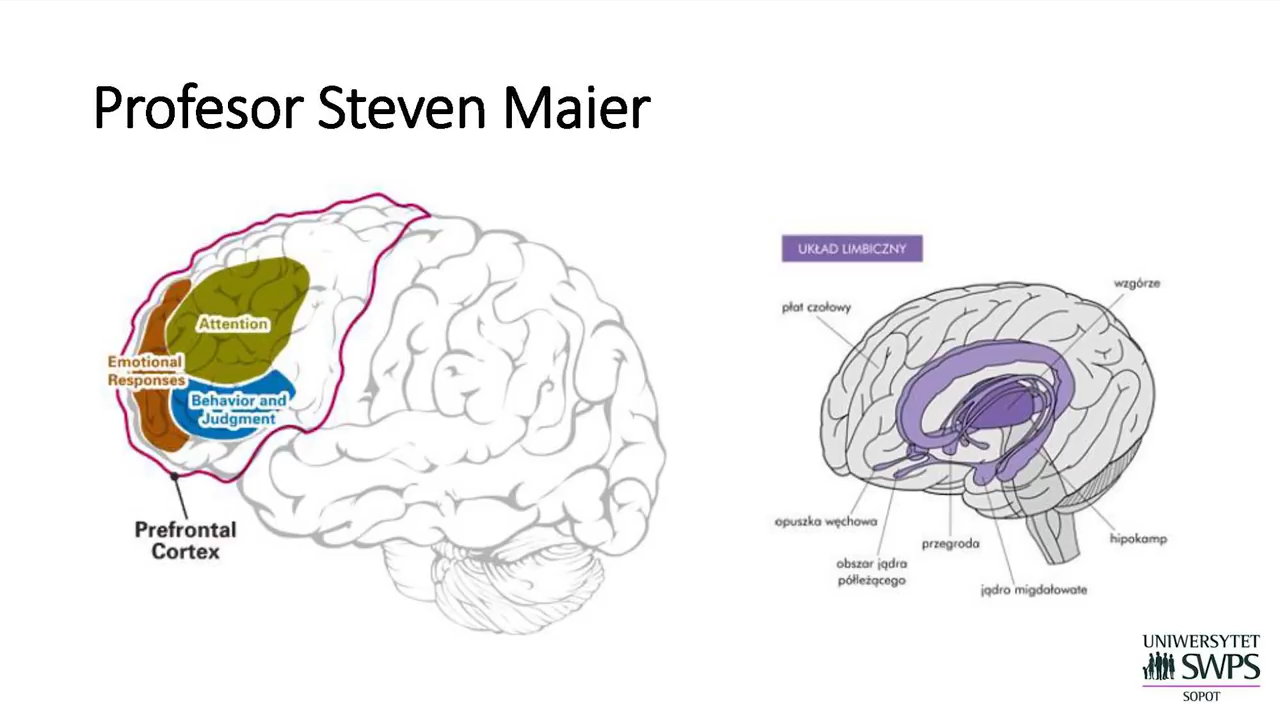 Profesor Steven Maier
Attention
Emotional
Responses
Behavior and
Judgment
Prefrontal
Cortex
UKŁAD LIMBICZNY
wzgórze
płat czołowy
opuszka węchowa
przegroda
hipokamp
obszar jądra
półleżącego
jądro migdałowate
UNIWERSYTET
SWPS
SOPOT